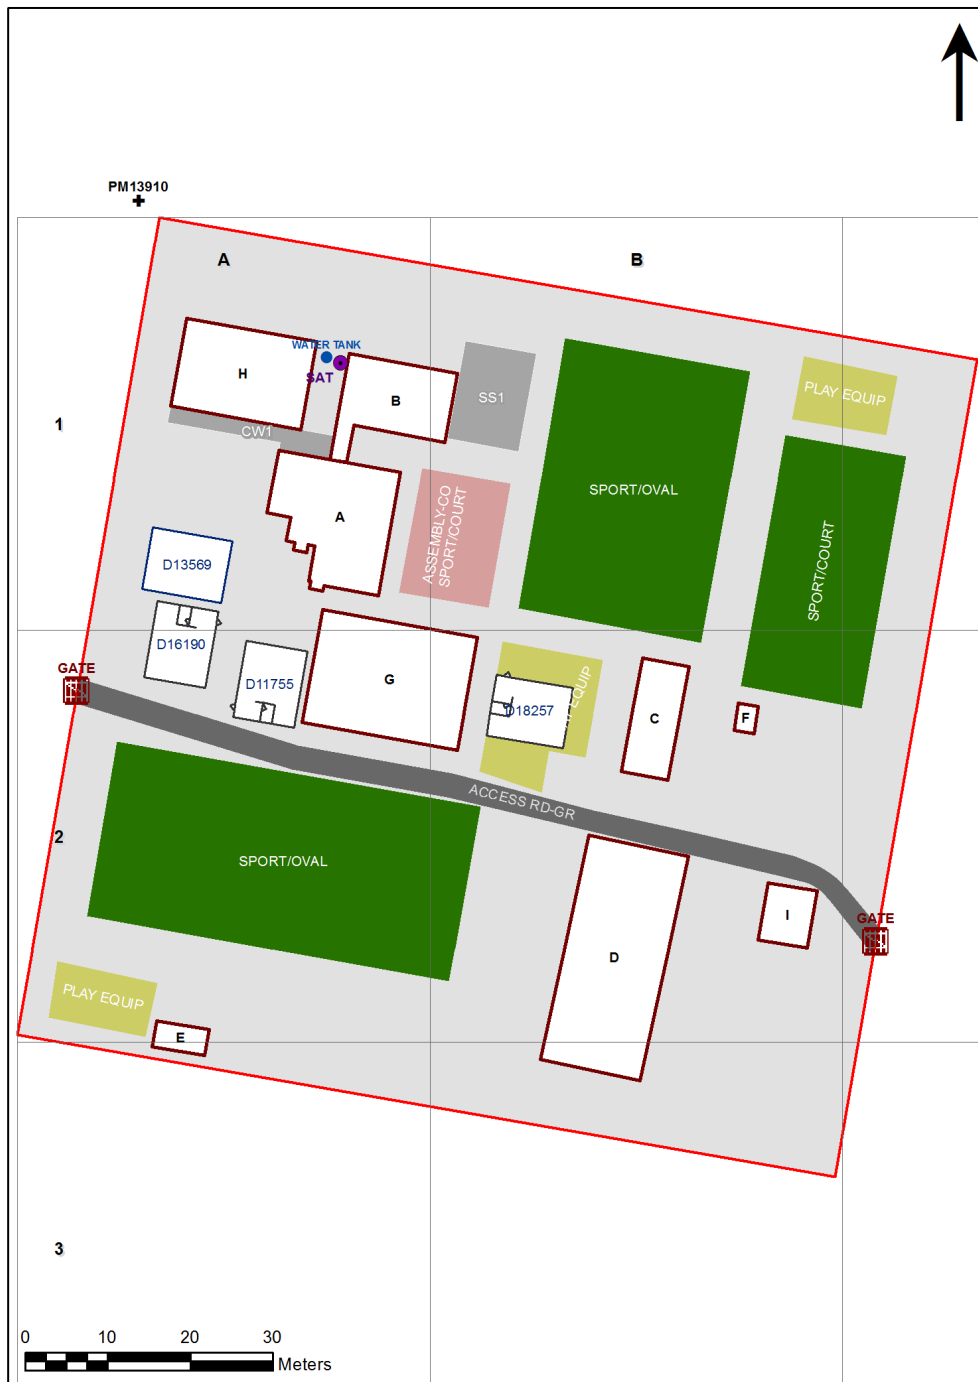 PM13910
A
B
WATER TANK
SAT
H
B
SS1
PLAY EQUIP
1
CW1
SPORT/OVAL
A
ASSEMBLY-CO
SPORT/COURT
SPORT/COURT
D13569
D16190
GATE
D11755
G
D18257
EQUIP
C
F
ACCESS RD-GR
2
SPORT/OVAL
I
GATE
D
PLAY EQUIP
E
3
0 10 20 30
Meters